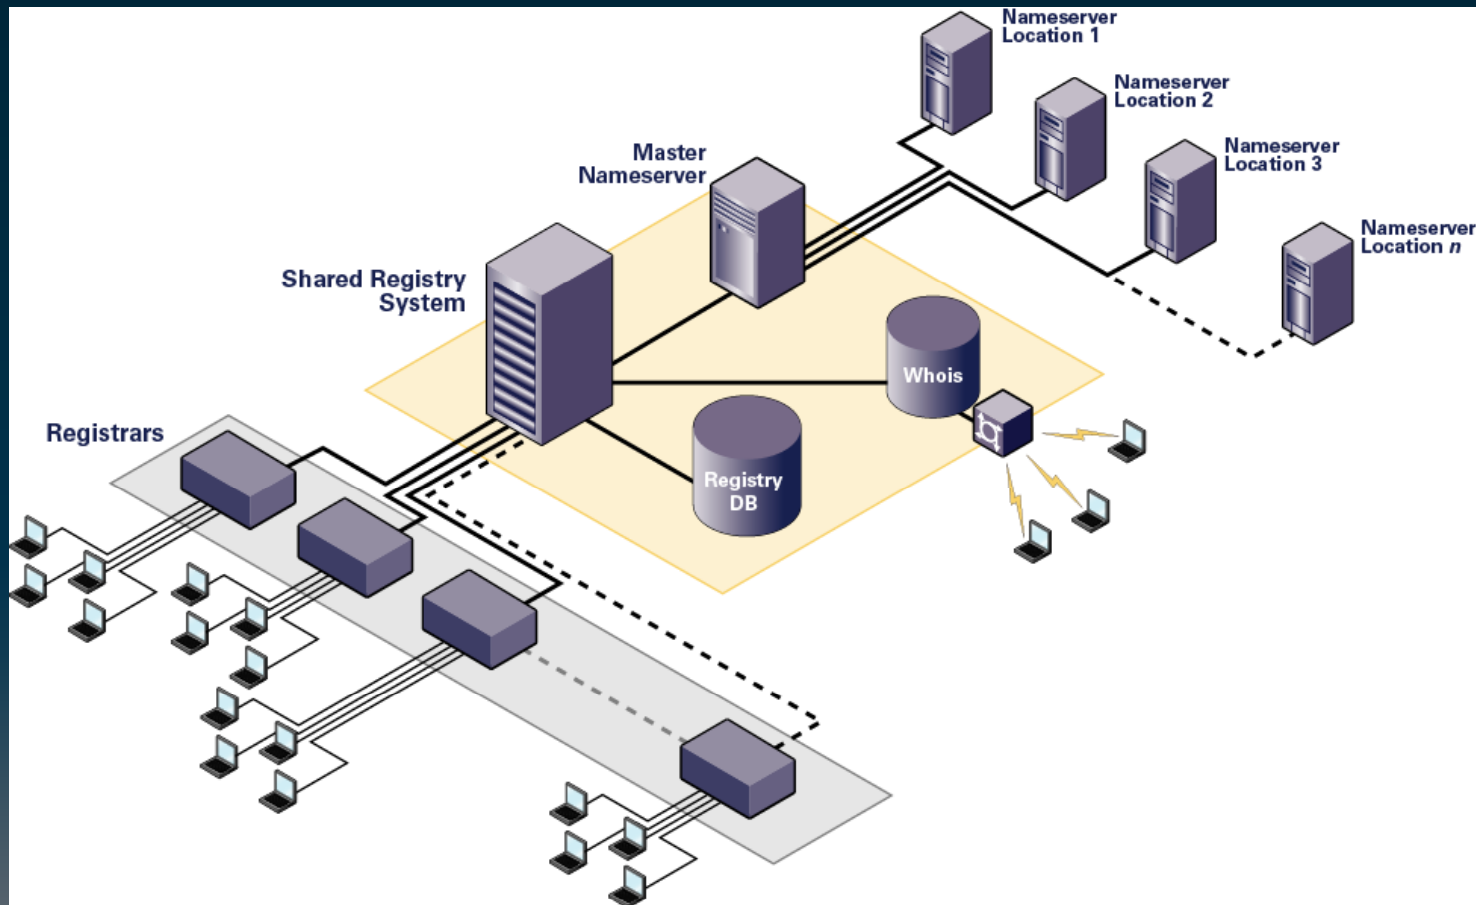 Nameserver
Location 1
Nameserver
Location 2
Nameserver
Location 3
Nameserver
Location n
Master
Nameserver
Shared Registry
System
Whois
Registry
DB
Registrars